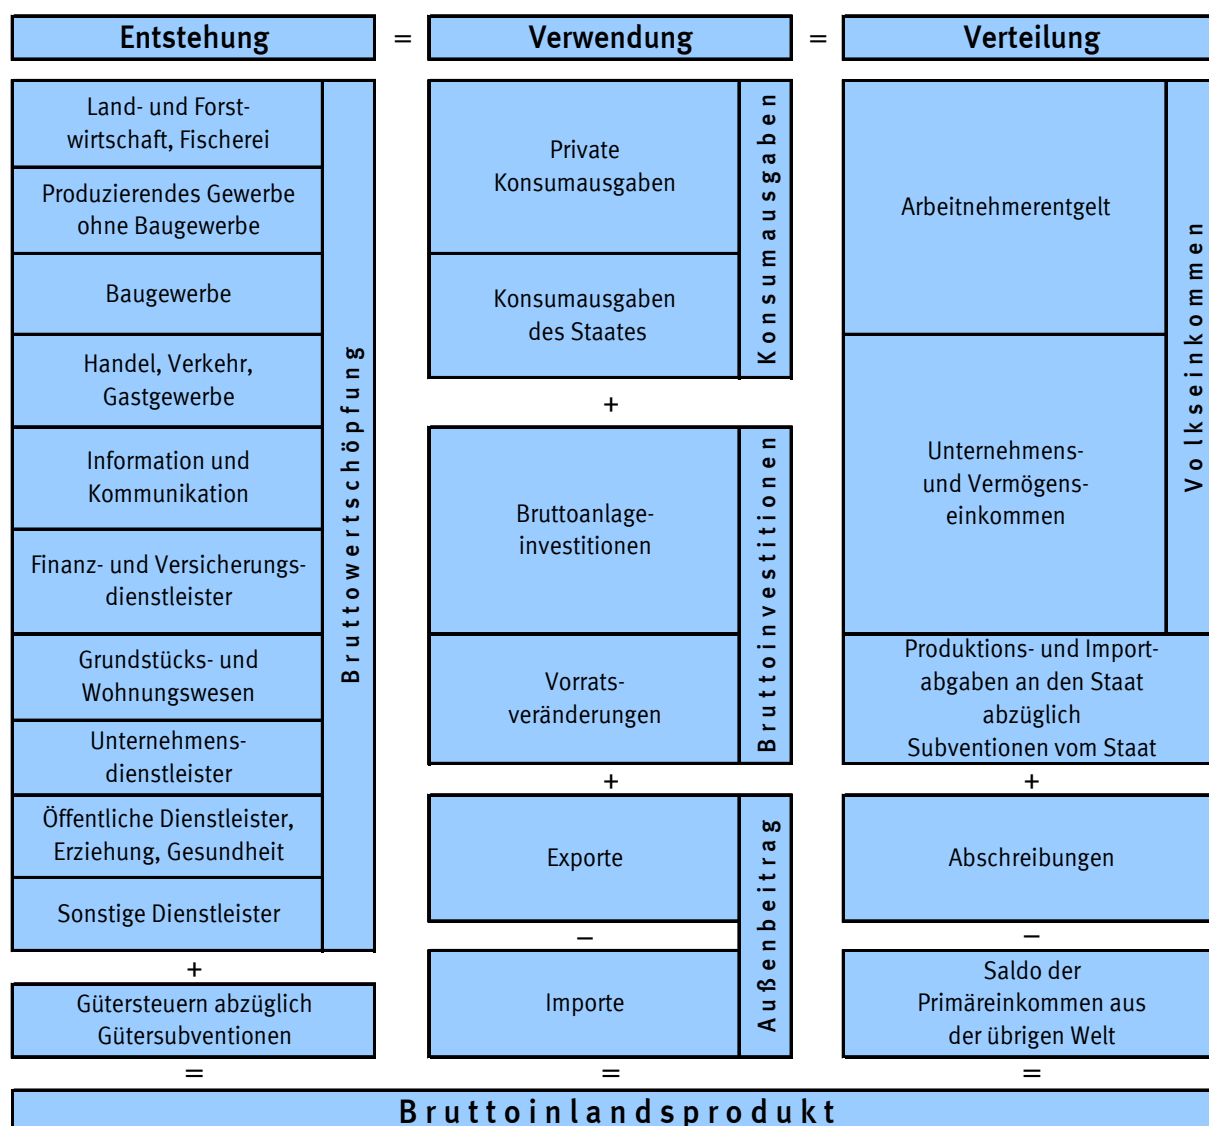 Entstehung = Verwendung = Verteilung
Land- und Forst-
wirtschaft, Fischerei
Produzierendes Gewerbe
ohne Baugewerbe
Baugewerbe
Handel, Verkehr,
Gastgewerbe
Information und
Kommunikation
Finanz- und Versicherungs-
dienstleister
Grundstücks- und
Wohnungswesen
Unternehmens-
dienstleister
Öffentliche Dienstleister,
Erziehung, Gesundheit
Sonstige Dienstleister
Bruttowertschöpfung
+
Gütersteuern abzüglich
Gütersubventionen
=
Private
Konsumausgaben
Konsumausgaben
des Staates
Konsumausgaben
+
Bruttoanlage-
investitionen
Vorrats-
veränderungen
Bruttoinvestitionen
+
Exporte
–
Importe
Außenbeitrag
=
Arbeitnehmerentgelt
Unternehmens-
und Vermögens-
einkommen
Volkseinkommen
Produktions- und Import-
abgaben an den Staat
abzüglich
Subventionen vom Staat
+
Abschreibungen
–
Saldo der
Primäreinkommen aus
der übrigen Welt
=
Bruttoinlandsprodukt